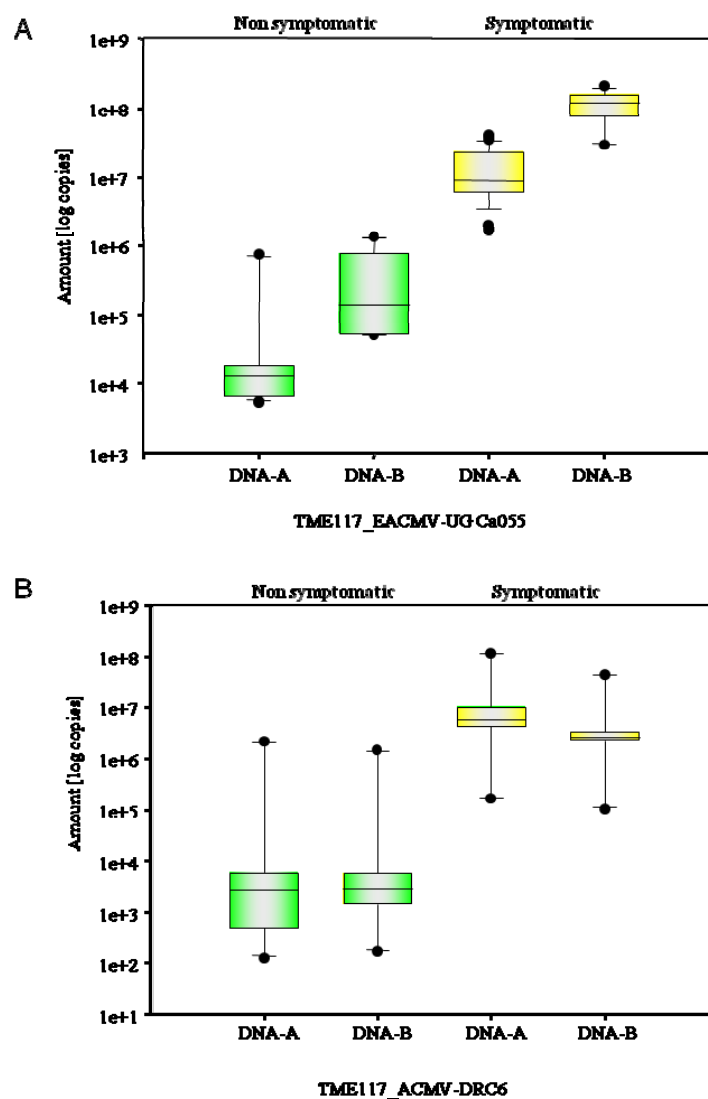 A
Non symptomatic Symptomatic
1e+9
1e+8
1e+7
1e+6
1e+5
1e+4
1e+3
Amount [log copies]
DNA-A DNA-B DNA-A DNA-B
TME117_EACMV-UG Ca055
B
Non symptomatic Symptomatic
1e+9
1e+8
1e+7
1e+6
1e+5
1e+4
1e+3
1e+2
1e+1
Amount [log copies]
DNA-A DNA-B DNA-A DNA-B
TME117_ACMV-DRC6